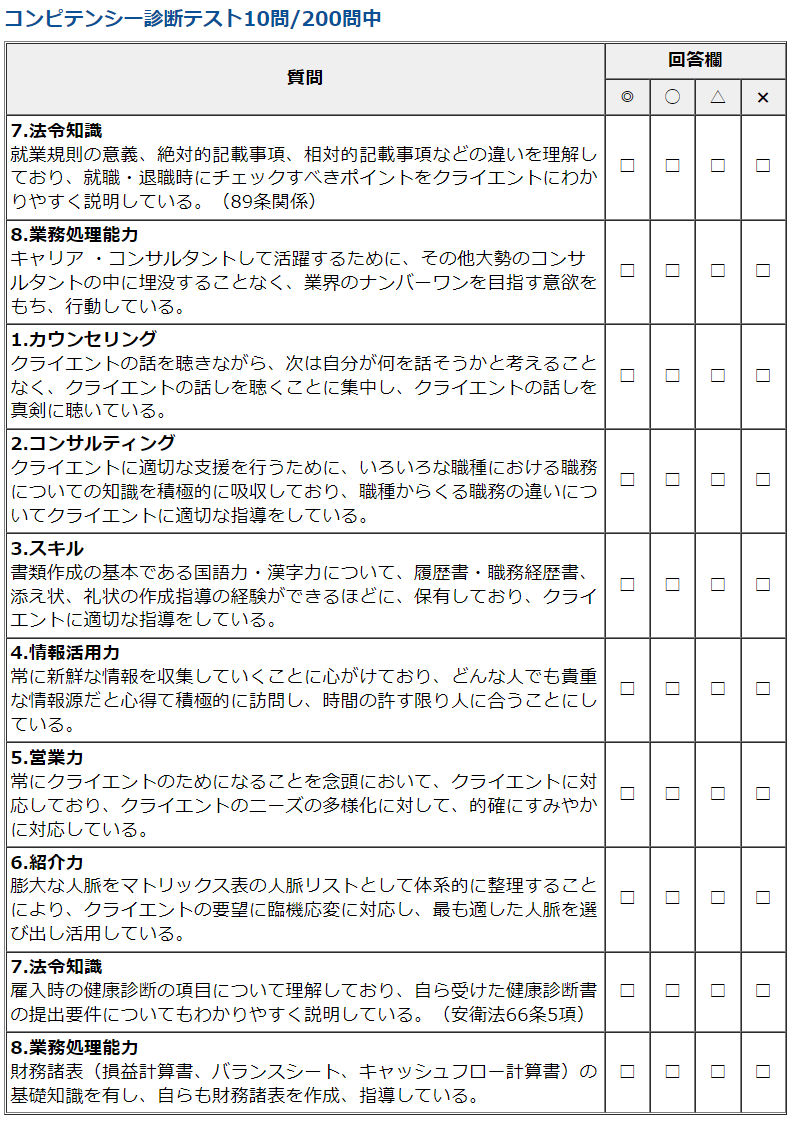 コンピテンシー診断テスト10問/200問中
質問
回答欄
◎ ○ △ ×
7.法令知識
就業規則の意義、絶対的記載事項、相対的記載事項などの違いを理解し
ており、就職・退職時にチェックすべきポイントをクライエントにわか
りやすく説明している。（89条関係）
□ □ □ □
8.業務処理能力
キャリア ・コンサルタントして活躍するために、その他大勢のコンサ
ルタントの中に埋没することなく、業界のナンバーワンを目指す意欲を
もち、行動している。
□ □ □ □
1.カウンセリング
クライエントの話を聴きながら、次は自分が何を話そうかと考えること
なく、クライエントの話しを聴くことに集中し、クライエントの話しを
真剣に聴いている。
□ □ □ □
2.コンサルティング
クライエントに適切な支援を行うために、いろいろな職種における職務
についての知識を積極的に吸収しており、職種からくる職務の違いにつ
いてクライエントに適切な指導をしている。
□ □ □ □
3.スキル
書類作成の基本である国語力・漢字力について、履歴書・職務経歴書、
添え状、礼状の作成指導の経験ができるほどに、保有しており、クライ
エントに適切な指導をしている。
□ □ □ □
4.情報活用力
常に新鮮な情報を収集していくことに心がけており、どんな人でも貴重
な情報源だと心得て積極的に訪問し、時間の許す限り人に合うことにし
ている。
□ □ □ □
5.営業力
常にクライエントのためになることを念頭において、クライエントに対
応しており、クライエントのニーズの多様化に対して、的確にすみやか
に対応している。
□ □ □ □
6.紹介力
膨大な人脈をマトリックス表の人脈リストとして体系的に整理すること
により、クライエントの要望に臨機応変に対応し、最も適した人脈を選
び出し活用している。
□ □ □ □
7.法令知識
雇入時の健康診断の項目について理解しており、自ら受けた健康診断書
の提出要件についてもわかりやすく説明している。（安衛法66条5項）
□ □ □ □
8.業務処理能力
財務諸表（損益計算書、バランスシート、キャッシュフロー計算書）の
基礎知識を有し、自らも財務諸表を作成、指導している。
□ □ □ □